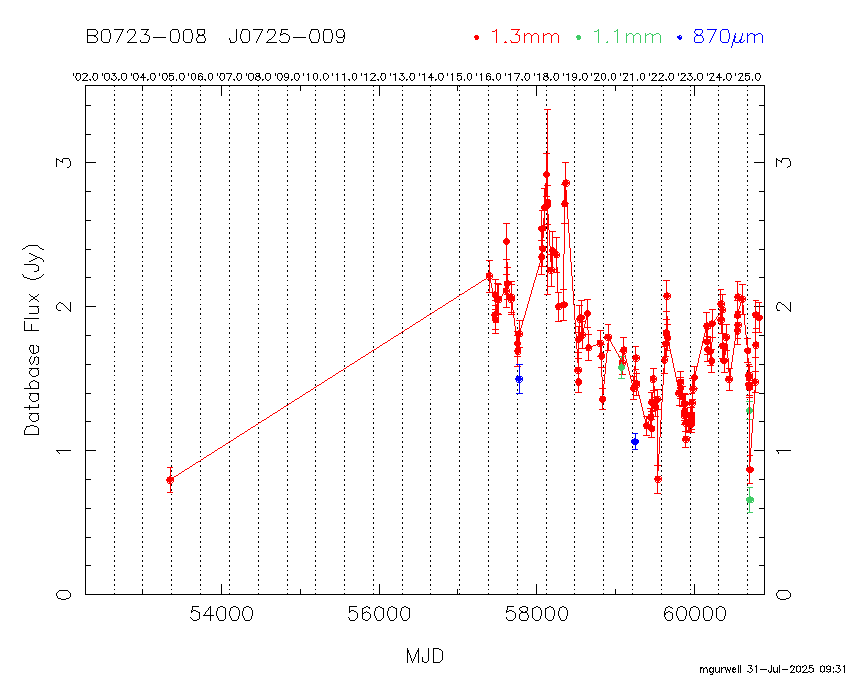 B0723-008 J0725-009 1.3mm 1.1mm 870μm
'02.0 '03.0 '04.0 '05.0 '06.0 '07.0 '08.0 '09.0 '10.0 '11.0 '12.0 '13.0 '14.0 '15.0 '16.0 '17.0 '18.0 '19.0 '20.0 '21.0 '22.0 '23.0 '24.0 '25.0
3 3
2 2
Database Flux (Jy)
1 1
0 0
54000 56000 58000 60000
MJD
mgurwell 31-Jul-2025 09:31